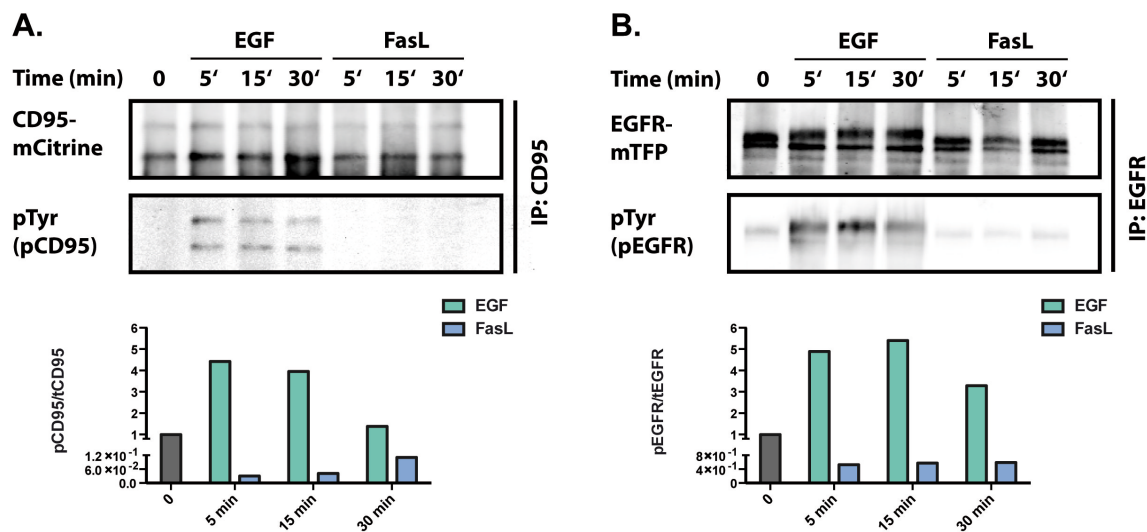 A.
EGF FasL
Time (min) 0 5‘ 15‘ 30‘ 5‘ 15‘ 30‘
CD95-
mCitrine
pTyr
(pCD95)
IP: CD95
EGF
FasL
pCD95/tCD95
6
5
4
3
2
1
1.2×10⁻¹
6.0×10⁻²
0.0
0 5 min 15 min 30 min
B.
EGF FasL
Time (min) 0 5‘ 15‘ 30‘ 5‘ 15‘ 30‘
EGFR-
mTFP
pTyr
(pEGFR)
IP: EGFR
EGF
FasL
pEGFR/tEGFR
6
5
4
3
2
1
8×10⁻¹
4×10⁻¹
0
0 5 min 15 min 30 min